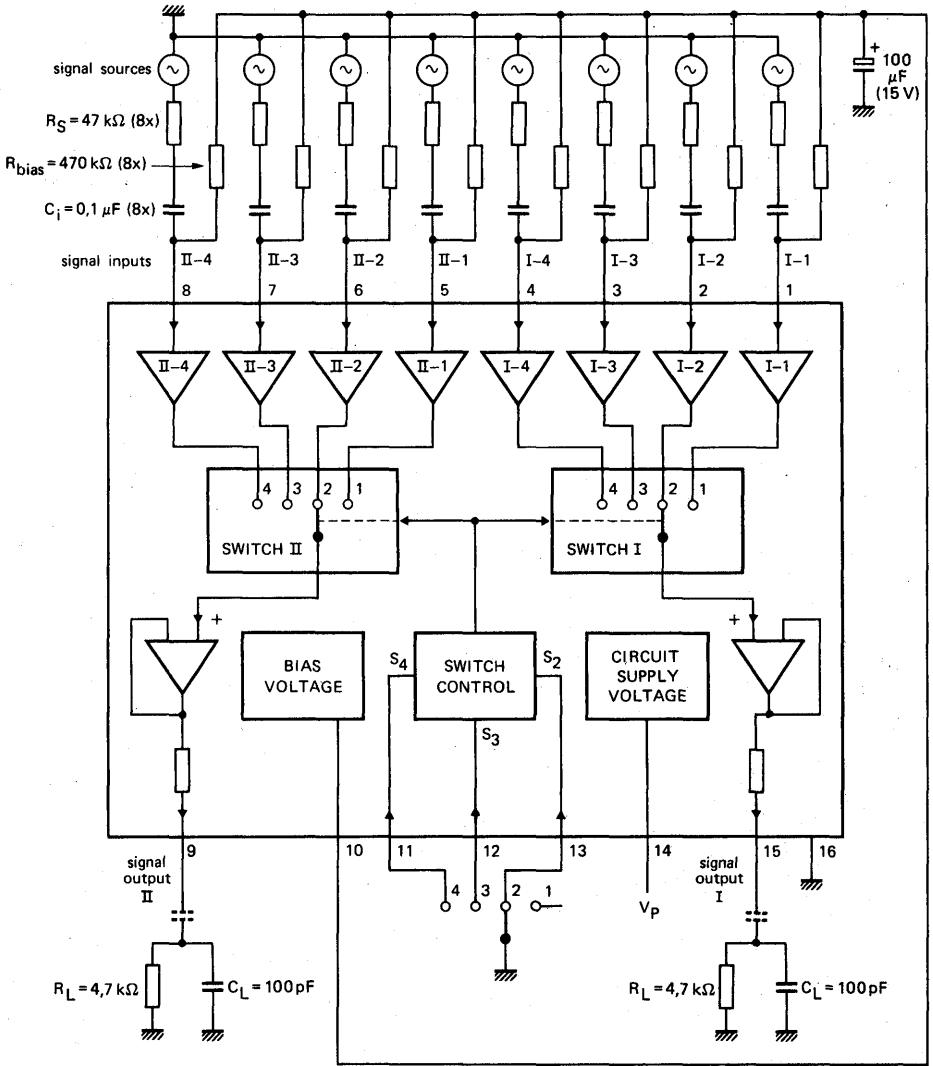 signal sources
+ 100 µF (15 V)
R_S = 47 kΩ (8x)
R_bias = 470 kΩ (8x)
C_i = 0,1 µF (8x)
signal inputs II-4 II-3 II-2 II-1 I-4 I-3 I-2 I-1
8 7 6 5 4 3 2 1
II-4 II-3 II-2 II-1 I-4 I-3 I-2 I-1
4 3 2 1
4 3 2 1
SWITCH II
SWITCH I
+
+
BIAS VOLTAGE
S4
SWITCH CONTROL
S2
S3
CIRCUIT SUPPLY VOLTAGE
9 10 11 12 13 14 15 16
signal output II
4 3 2 1
V_P
signal output I
R_L = 4,7 kΩ
C_L = 100 pF
R_L = 4,7 kΩ
C_L = 100 pF